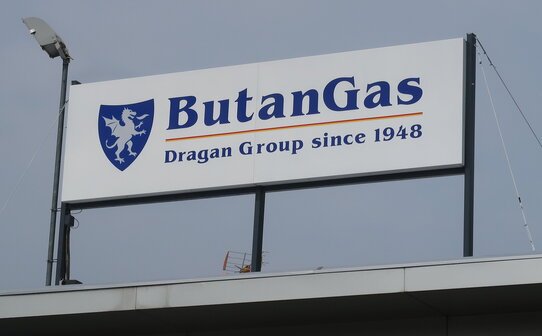 ButanGas
Dragan Group since 1948